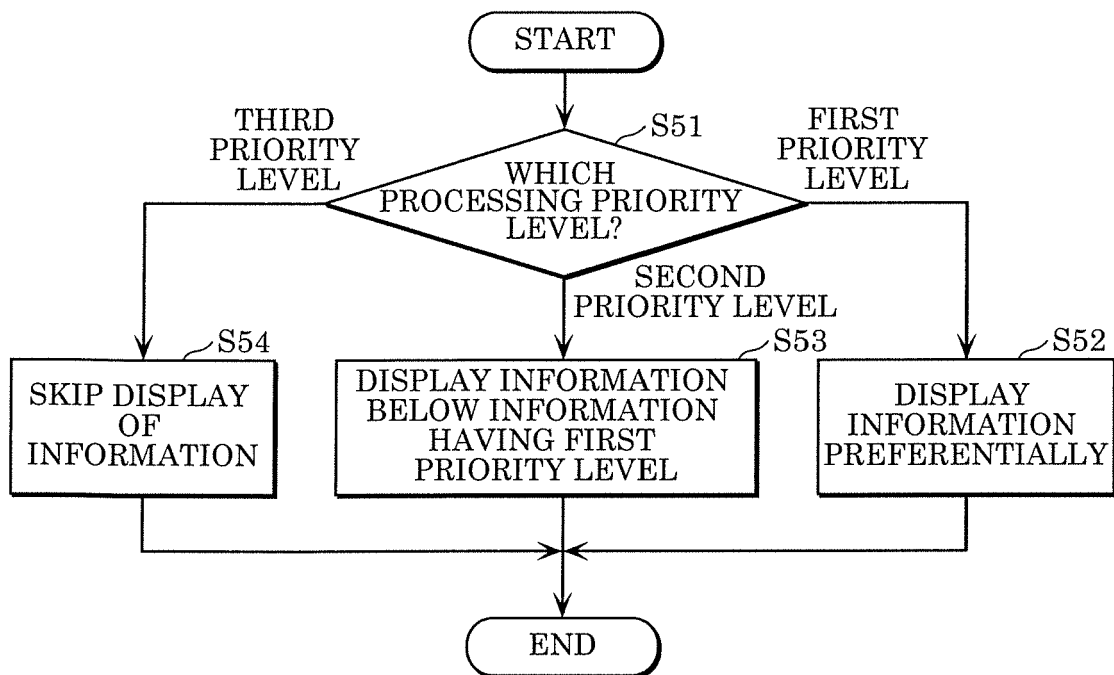 START
S51
WHICH
PROCESSING PRIORITY
LEVEL?
THIRD
PRIORITY
LEVEL
FIRST
PRIORITY
LEVEL
SECOND
PRIORITY LEVEL
S54
SKIP DISPLAY
OF
INFORMATION
S53
DISPLAY INFORMATION
BELOW INFORMATION
HAVING FIRST
PRIORITY LEVEL
S52
DISPLAY
INFORMATION
PREFERENTIALLY
END